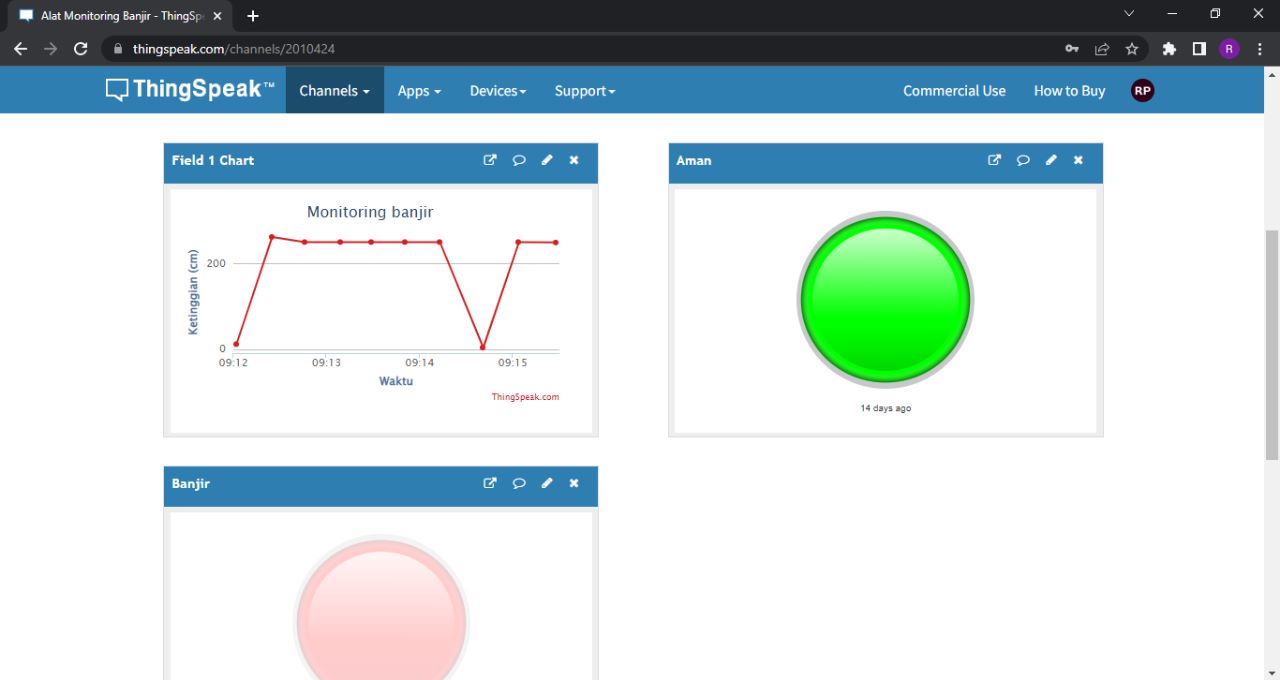 Alat Monitoring Banjir - ThingSp
thingspeak.com/channels/2010424
R
ThingSpeak™ Channels Apps Devices Support Commercial Use How to Buy RP
Field 1 Chart
Monitoring banjir
Ketinggian (cm)
200
0
09:12 09:13 09:14 09:15
Waktu
ThingSpeak.com
Aman
14 days ago
Banjir